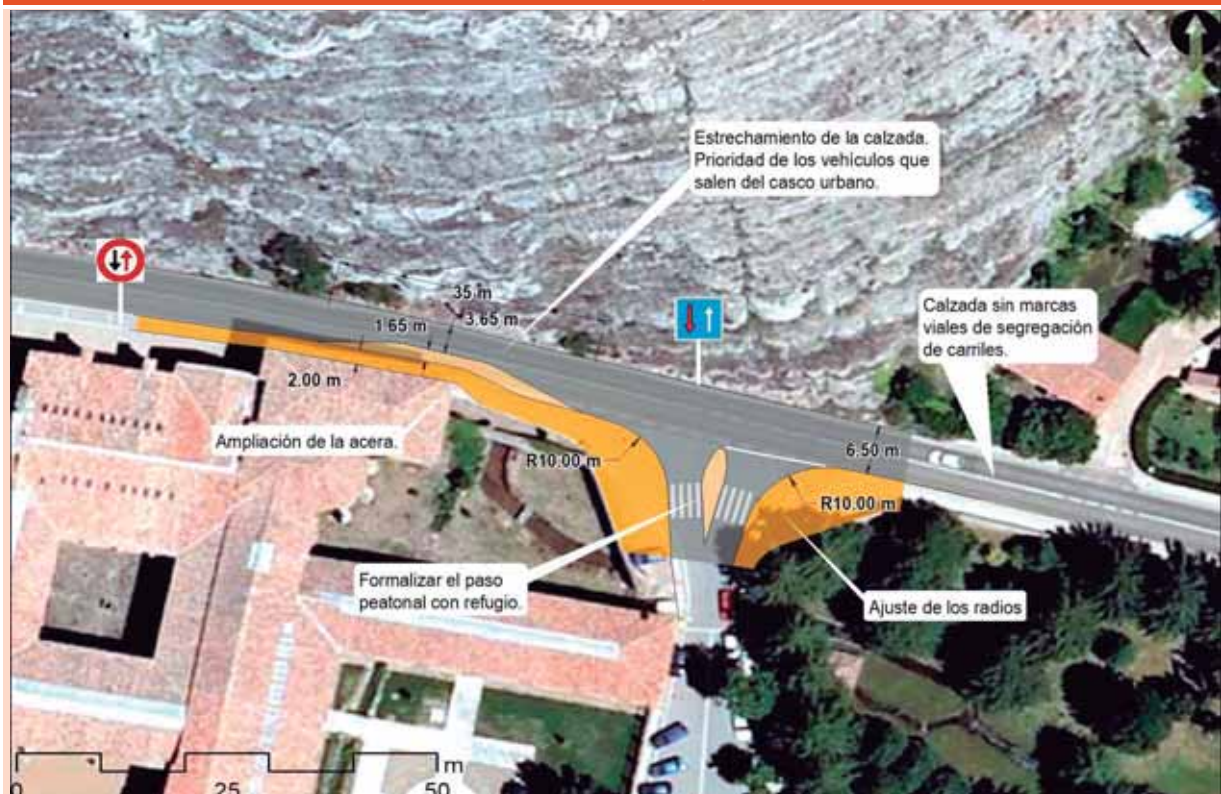 Estrechamiento de la calzada.
Prioridad de los vehículos que
salen del casco urbano.
35 m
3.65 m
1.65 m
2.00 m
Calzada sin marcas
viales de segregación
de carriles.
Ampliación de la acera.
6.50 m
R10.00 m
R10.00 m
Formalizar el paso
peatonal con refugio.
Ajuste de los radios
m
0
25
50